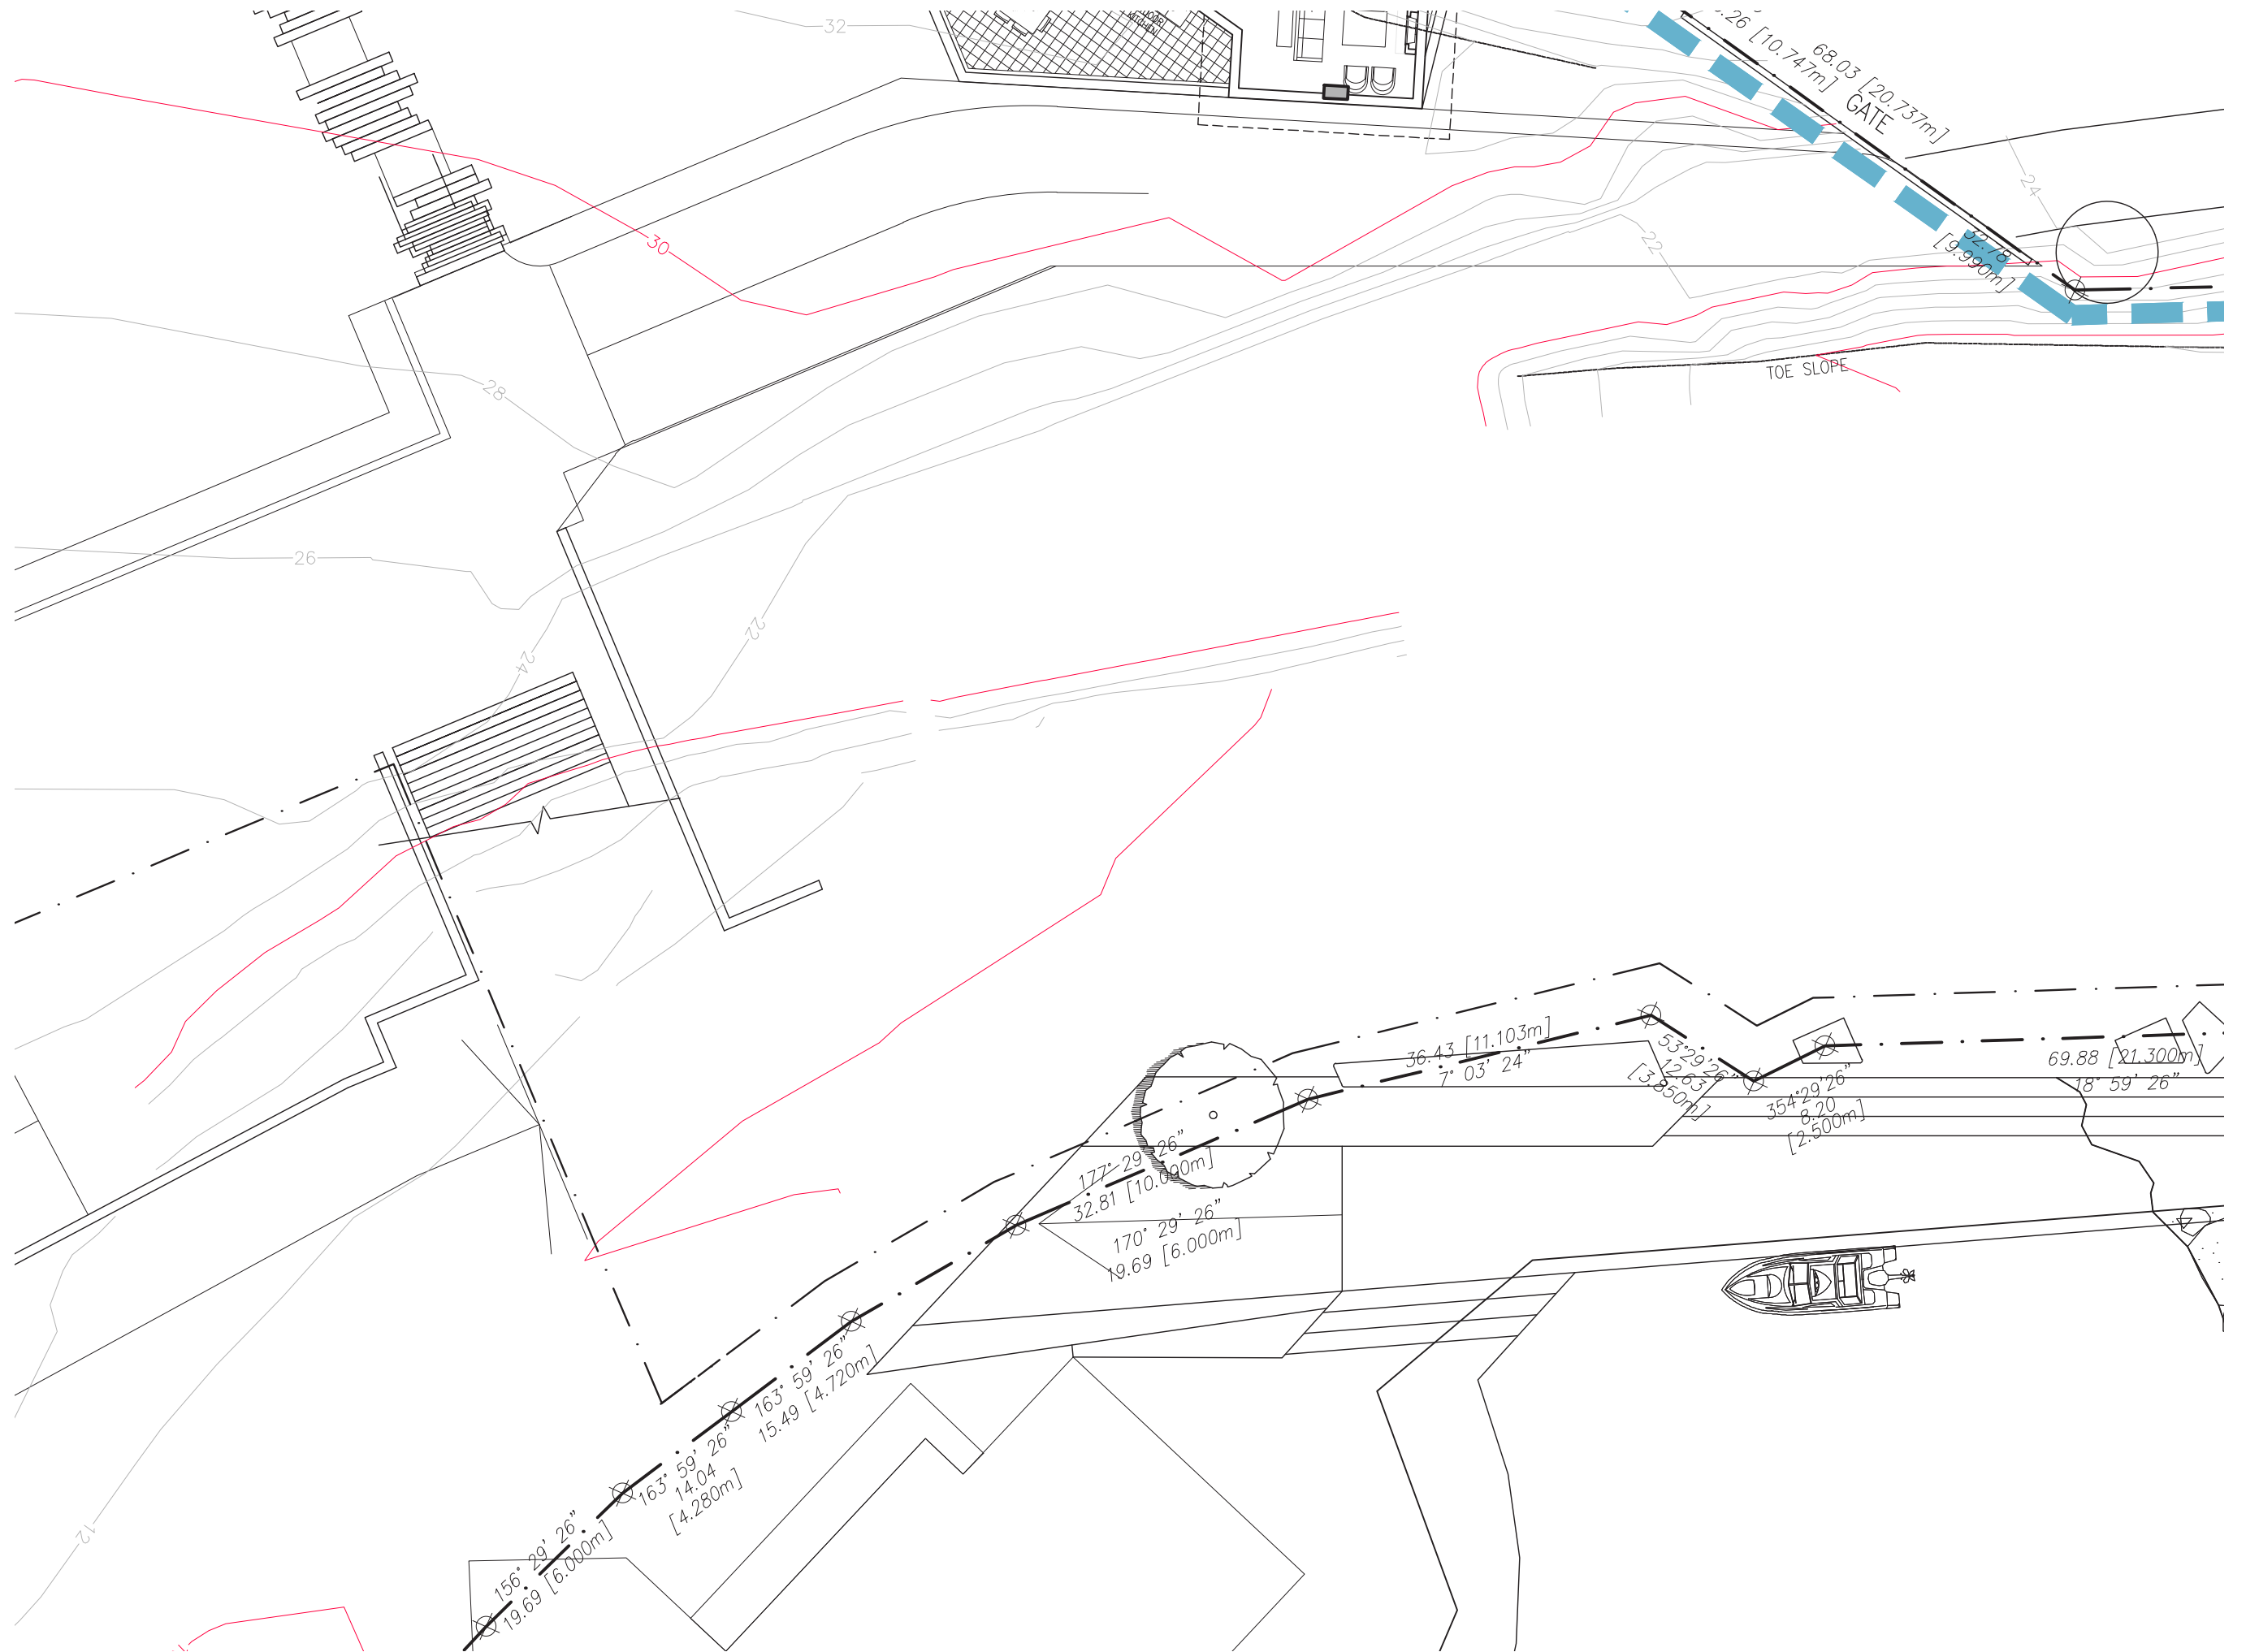 32
KITCHEN
.26 [10.747m]
68.03 [20.737m]
GATE
24
30
22
32.78
[9.990m]
28
TOE SLOPE
26
22
24
36.43 [11.103m]
7° 03' 24"
53°29'26"
12.63
[3.850m]
354°29'26"
8.20
[2.500m]
69.88 [21.300m]
18° 59' 26"
177° 29' 26"
32.81 [10.000m]
170° 29' 26"
19.69 [6.000m]
163° 59' 26"
15.49 [4.720m]
163° 59' 26"
14.04
[4.280m]
156° 29' 26"
19.69 [6.000m]
12